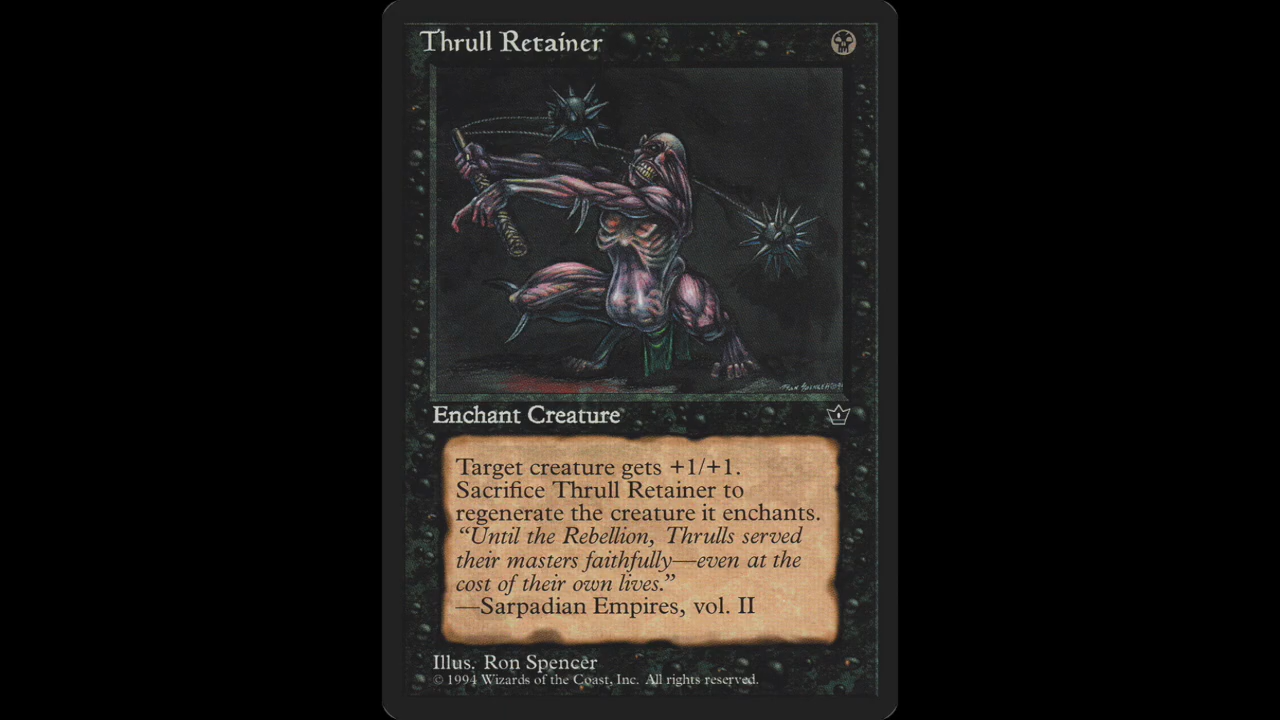 Thrull Retainer
Enchant Creature
Target creature gets +1/+1.
Sacrifice Thrull Retainer to
regenerate the creature it enchants.
“Until the Rebellion, Thrulls served
their masters faithfully—even at the
cost of their own lives.”
—Sarpadian Empires, vol. II
Illus. Ron Spencer
© 1994 Wizards of the Coast, Inc. All rights reserved.